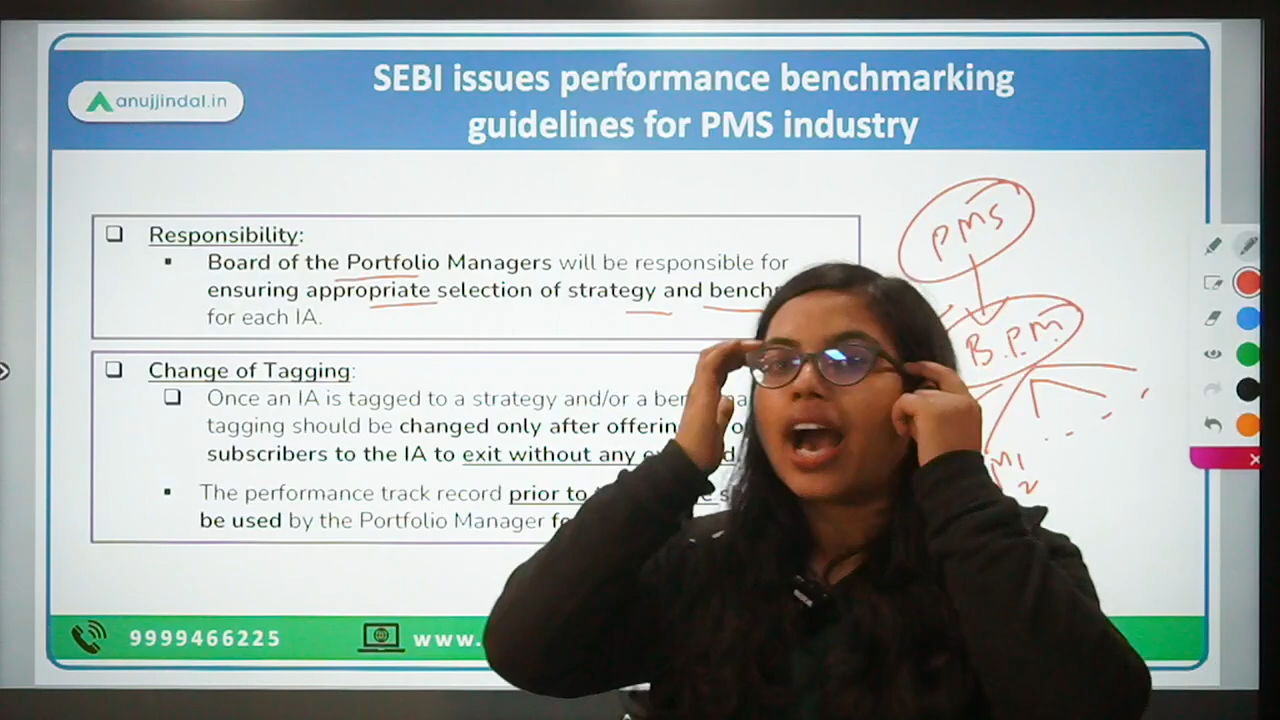 anujjindal.in
SEBI issues performance benchmarking
guidelines for PMS industry
Responsibility:
Board of the Portfolio Managers will be responsible for
ensuring appropriate selection of strategy and bench
for each IA.
Change of Tagging:
Once an IA is tagged to a strategy and/or a
tagging should be changed only after offering
subscribers to the IA to exit without any
The performance track record prior to
be used by the Portfolio Manager
PMS
B.P.M
M1
2
9999466225
www.